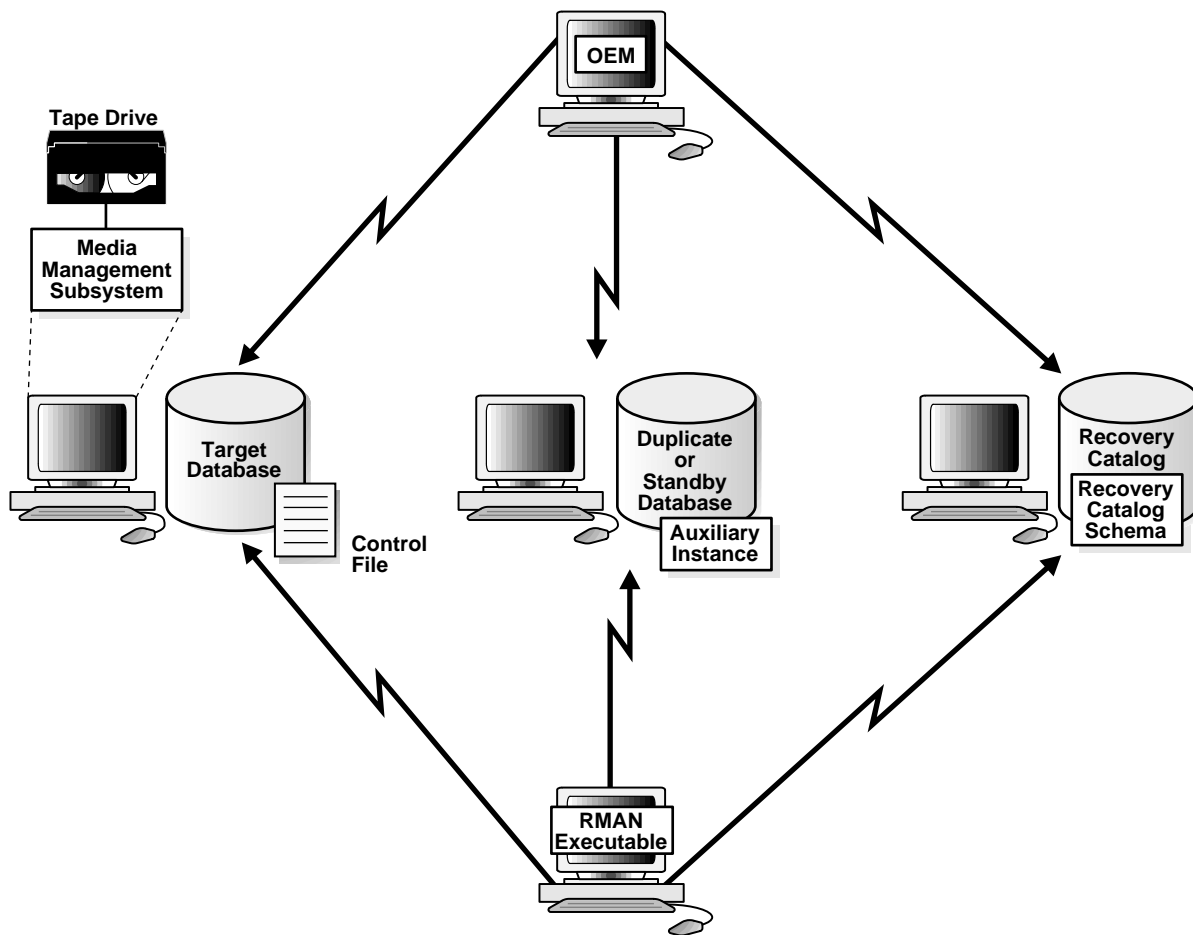 OEM
Tape Drive
Media
Management
Subsystem
Target
Database
Control
File
Duplicate
or
Standby
Database
Auxiliary
Instance
Recovery
Catalog
Recovery
Catalog
Schema
RMAN
Executable